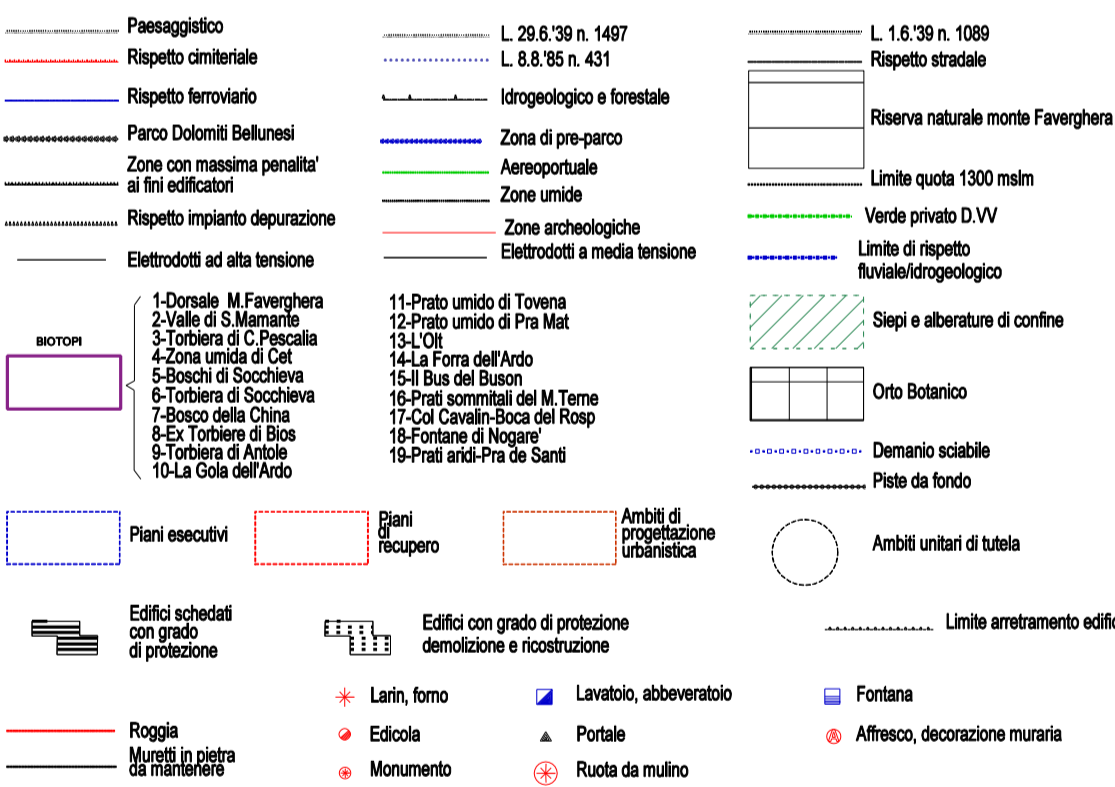 Paesaggistico
L. 29.6.'39 n. 1497
L. 1.6.'39 n. 1089
Rispetto cimiteriale
L. 8.8.'85 n. 431
Rispetto stradale
Rispetto ferroviario
Idrogeologico e forestale
Riserva naturale monte Faverghera
Parco Dolomiti Bellunesi
Zona di pre-parco
Zone con massima penalita'
ai fini edificatori
Aereoportuale
Limite quota 1300 mslm
Zone umide
Rispetto impianto depurazione
Zone archeologiche
Verde privato D.VV
Elettrodotti ad alta tensione
Elettrodotti a media tensione
Limite di rispetto
fluviale/idrogeologico
BIOTOPI
1-Dorsale M.Faverghera
2-Valle di S.Mamante
3-Torbiera di C.Pescalia
4-Zona umida di Cet
5-Boschi di Socchieva
6-Torbiera di Socchieva
7-Bosco della China
8-Ex Torbiere di Bios
9-Torbiera di Antole
10-La Gola dell'Ardo
11-Prato umido di Tovena
12-Prato umido di Pra Mat
13-L'Olt
14-La Forra dell'Ardo
15-Il Bus del Buson
16-Prati sommitali del M.Terne
17-Col Cavalin-Boca del Rosp
18-Fontane di Nogare'
19-Prati aridi-Pra de Santi
Siepi e alberature di confine
Orto Botanico
Demanio sciabile
Piste da fondo
Piani esecutivi
Piani
di
recupero
Ambiti di
progettazione
urbanistica
Ambiti unitari di tutela
Edifici schedati
con grado
di protezione
Edifici con grado di protezione
demolizione e ricostruzione
Limite arretramento edific
Larin, forno
Lavatoio, abbeveratoio
Fontana
Roggia
Edicola
Portale
Affresco, decorazione muraria
Muretti in pietra
da mantenere
Monumento
Ruota da mulino